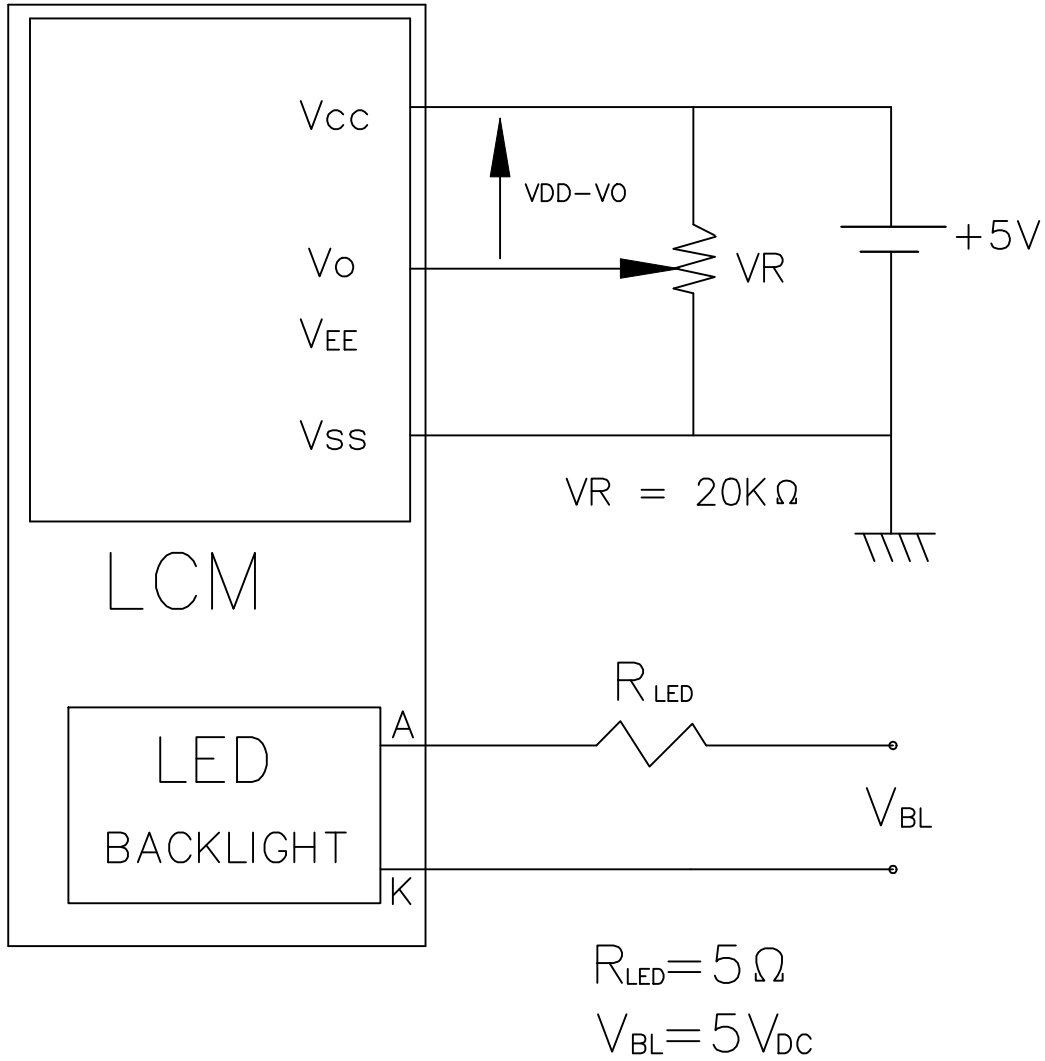 Vcc
VDD-VO
+5V
Vo
VR
VEE
Vss
VR = 20KΩ
LCM
RLED
A
LED
BACKLIGHT
VBL
K
RLED=5Ω
VBL=5VDC